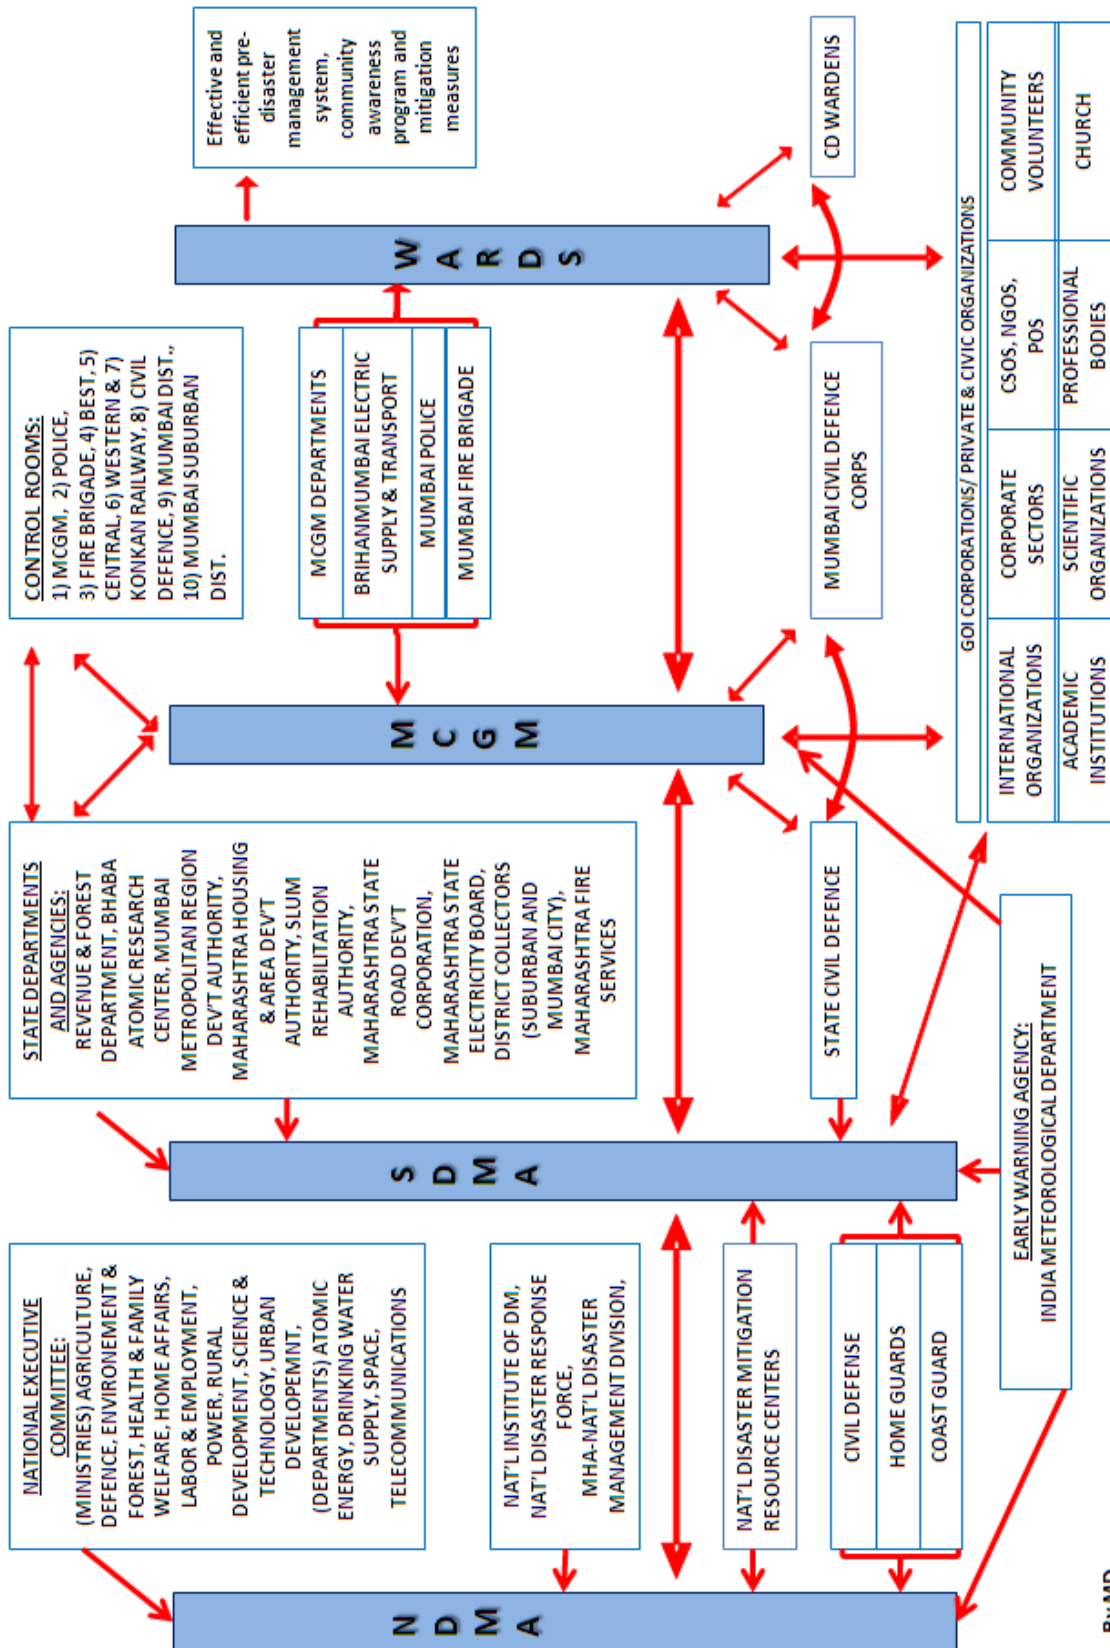 NDMA
NATIONAL EXECUTIVE
COMMITTEE:
(MINISTRIES) AGRICULTURE,
DEFENCE, ENVIRONEMENT &
FOREST, HEALTH & FAMILY
WELFARE, HOME AFFAIRS,
LABOR & EMPLOYMENT,
POWER, RURAL
DEVELOPMENT, SCIENCE &
TECHNOLOGY, URBAN
DEVELOPEMNT,
(DEPARTMENTS) ATOMIC
ENERGY, DRINKING WATER
SUPPLY, SPACE,
TELECOMMUNICATIONS
NAT'L INSTITUTE OF DM,
NAT'L DISASTER RESPONSE
FORCE,
MHA-NAT'L DISASTER
MANAGEMENT DIVISION,
NAT'L DISASTER MITIGATION
RESOURCE CENTERS
CIVIL DEFENSE
HOME GUARDS
COAST GUARD
SDMA
STATE DEPARTMENTS
AND AGENCIES:
REVENUE & FOREST
DEPARTMENT, BHABA
ATOMIC RESEARCH
CENTER, MUMBAI
METROPOLITAN REGION
DEV'T AUTHORITY,
MAHARASHTRA HOUSING
& AREA DEV'T
AUTHORITY, SLUM
REHABILITATION
AUTHORITY,
MAHARASHTRA STATE
ROAD DEV'T
CORPORATION,
MAHARASHTRA STATE
ELECTRICITY BOARD,
DISTRICT COLLECTORS
(SUBURBAN AND
MUMBAI CITY),
MAHARASHTRA FIRE
SERVICES
STATE CIVIL DEFENCE
EARLY WARNING AGENCY:
INDIA METEOROLOGICAL DEPARTMENT
MCGM
CONTROL ROOMS:
1) MCGM, 2) POLICE,
3) FIRE BRIGADE, 4) BEST, 5)
CENTRAL, 6) WESTERN & 7)
KONKAN RAILWAY, 8) CIVIL
DEFENCE, 9) MUMBAI DIST.,
10) MUMBAI SUBURBAN
DIST.
MCGM DEPARTMENTS
BRIHANMUMBAI ELECTRIC
SUPPLY & TRANSPORT
MUMBAI POLICE
MUMBAI FIRE BRIGADE
MUMBAI CIVIL DEFENCE
CORPS
WARDS
Effective and
efficient pre-
disaster
management
system,
community
awareness
program and
mitigation
measures
CD WARDENS
GOI CORPORATIONS/ PRIVATE & CIVIC ORGANIZATIONS
INTERNATIONAL
ORGANIZATIONS
CORPORATE
SECTORS
CSOS, NGOS,
POS
COMMUNITY
VOLUNTEERS
ACADEMIC
INSTITUTIONS
SCIENTIFIC
ORGANIZATIONS
PROFESSIONAL
BODIES
CHURCH
By MD